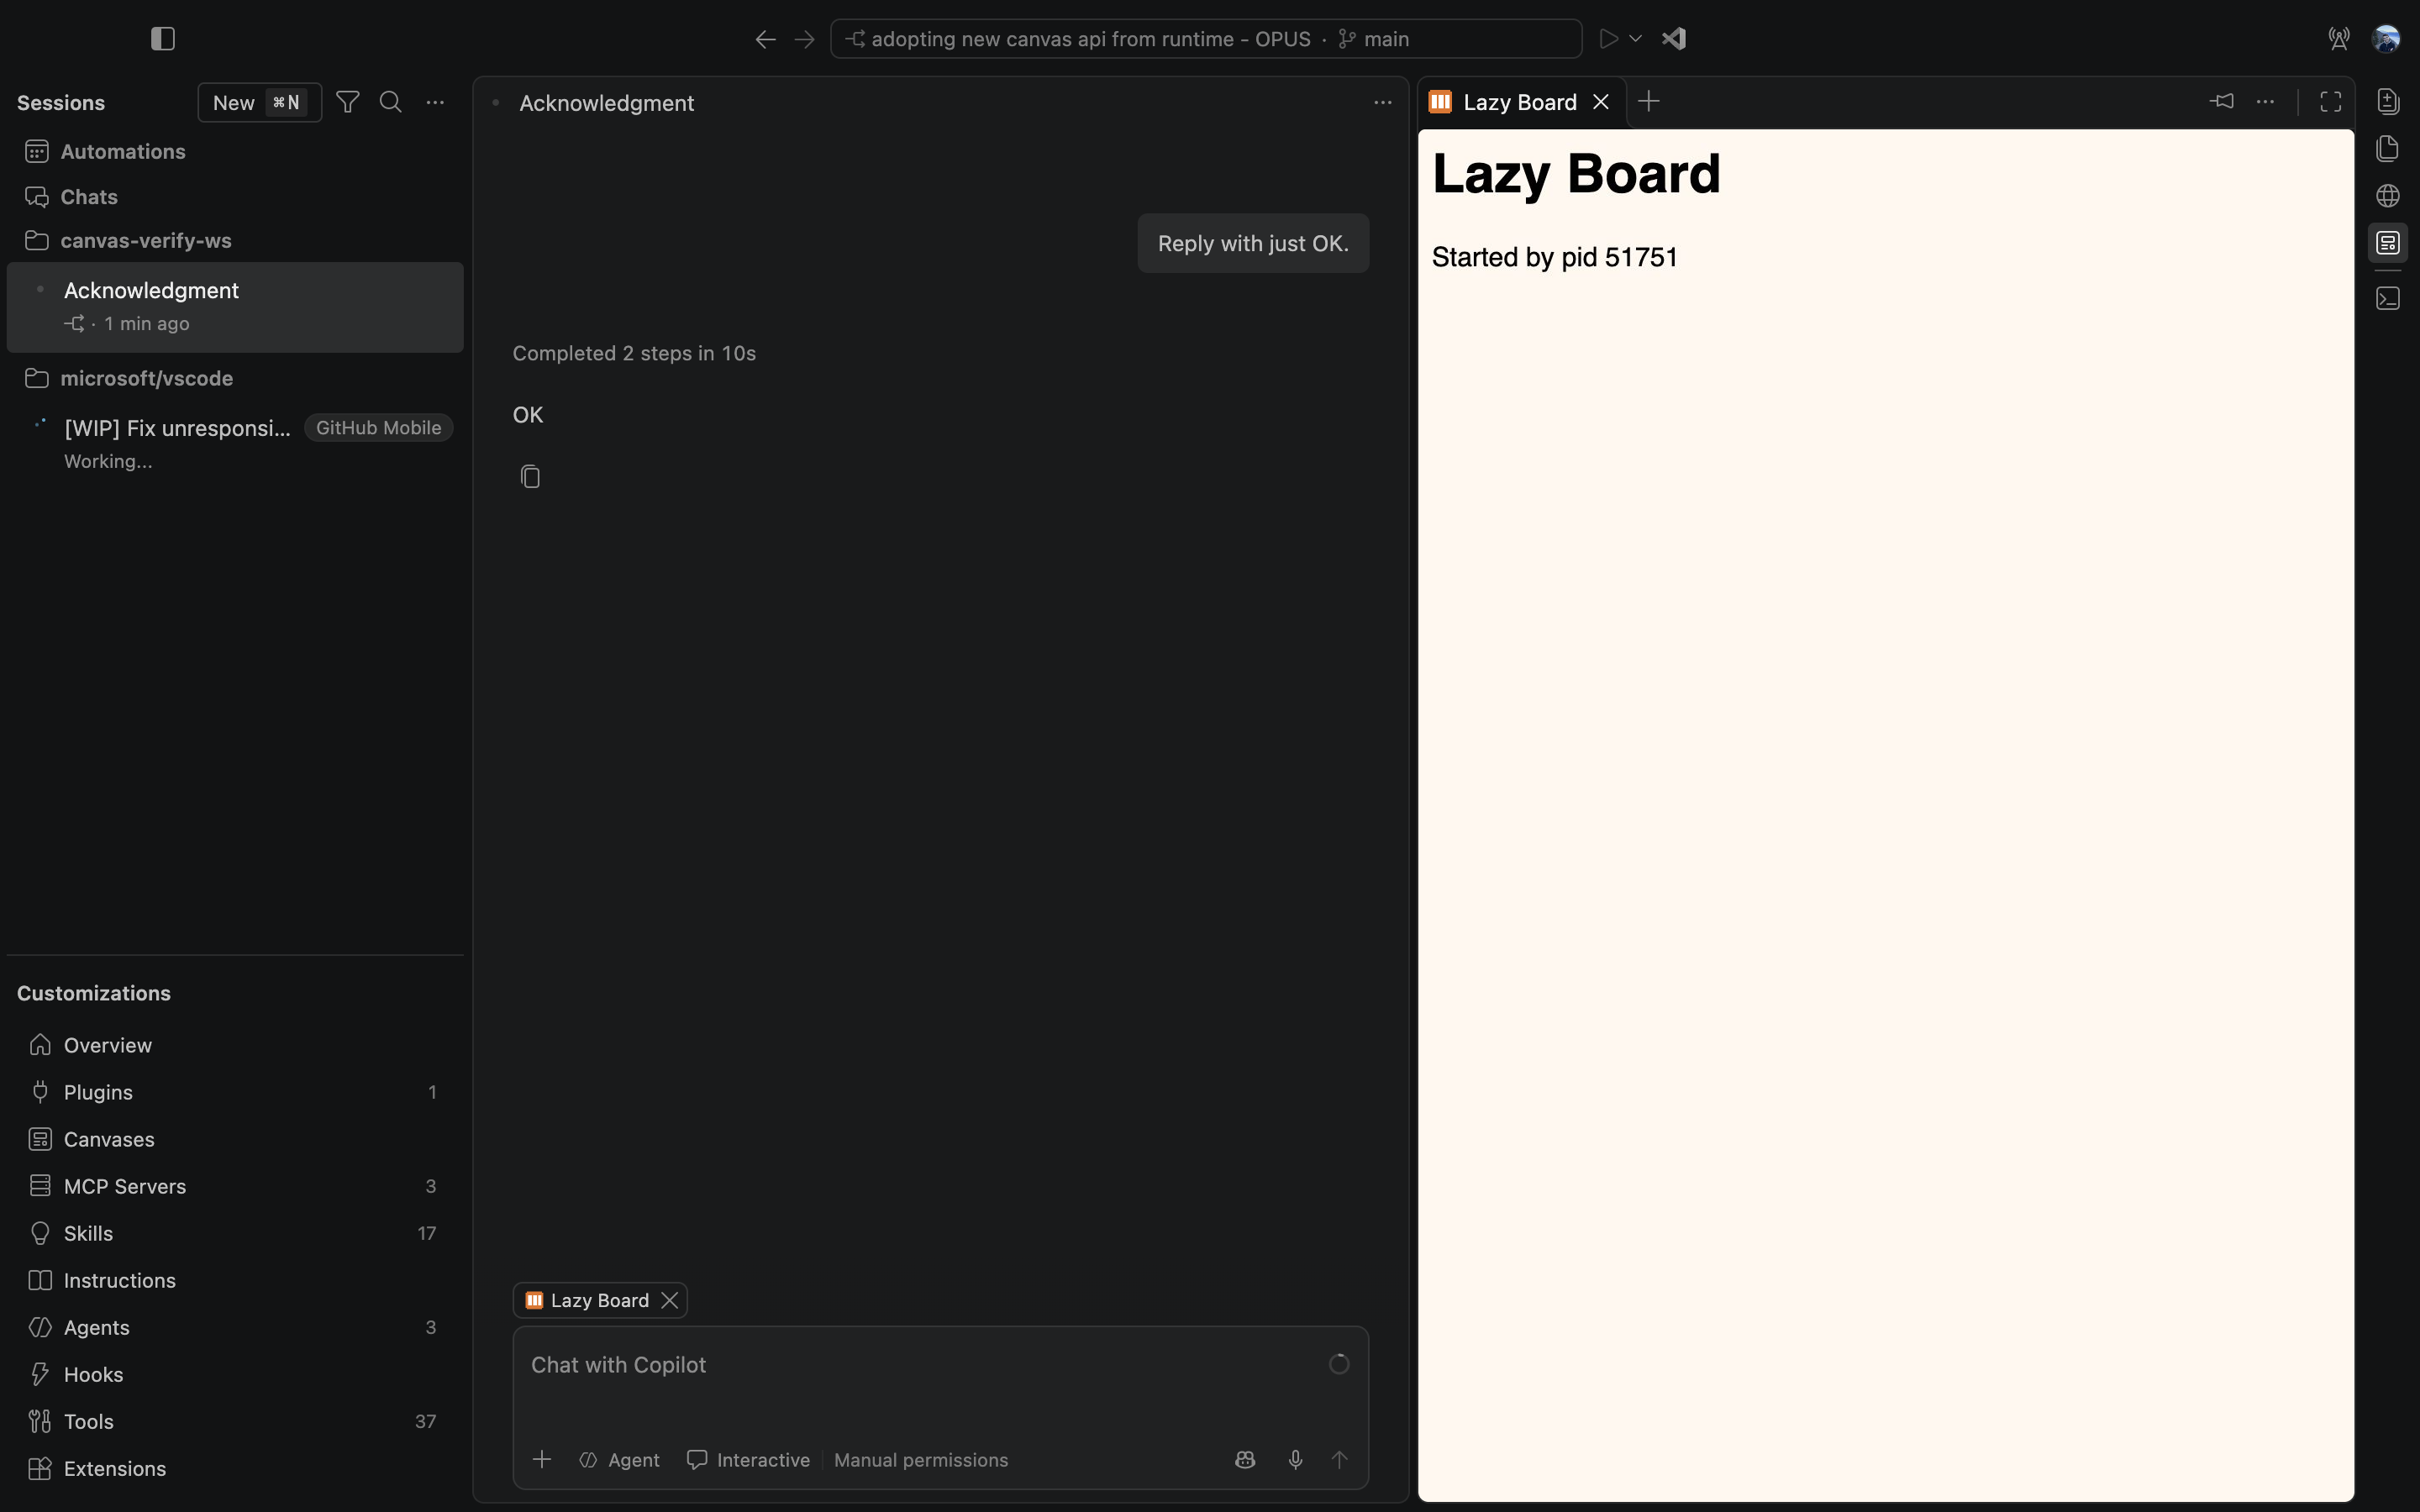 adopting new canvas api from runtime - OPUS · main
Sessions
New ⌘N
Automations
Chats
canvas-verify-ws
Acknowledgment
· 1 min ago
microsoft/vscode
[WIP] Fix unresponsi... GitHub Mobile
Working...
Customizations
Overview
Plugins 1
Canvases
MCP Servers 3
Skills 17
Instructions
Agents 3
Hooks
Tools 37
Extensions
Acknowledgment
Reply with just OK.
Completed 2 steps in 10s
OK
Lazy Board
Chat with Copilot
Agent Interactive Manual permissions
Lazy Board
Lazy Board
Started by pid 51751